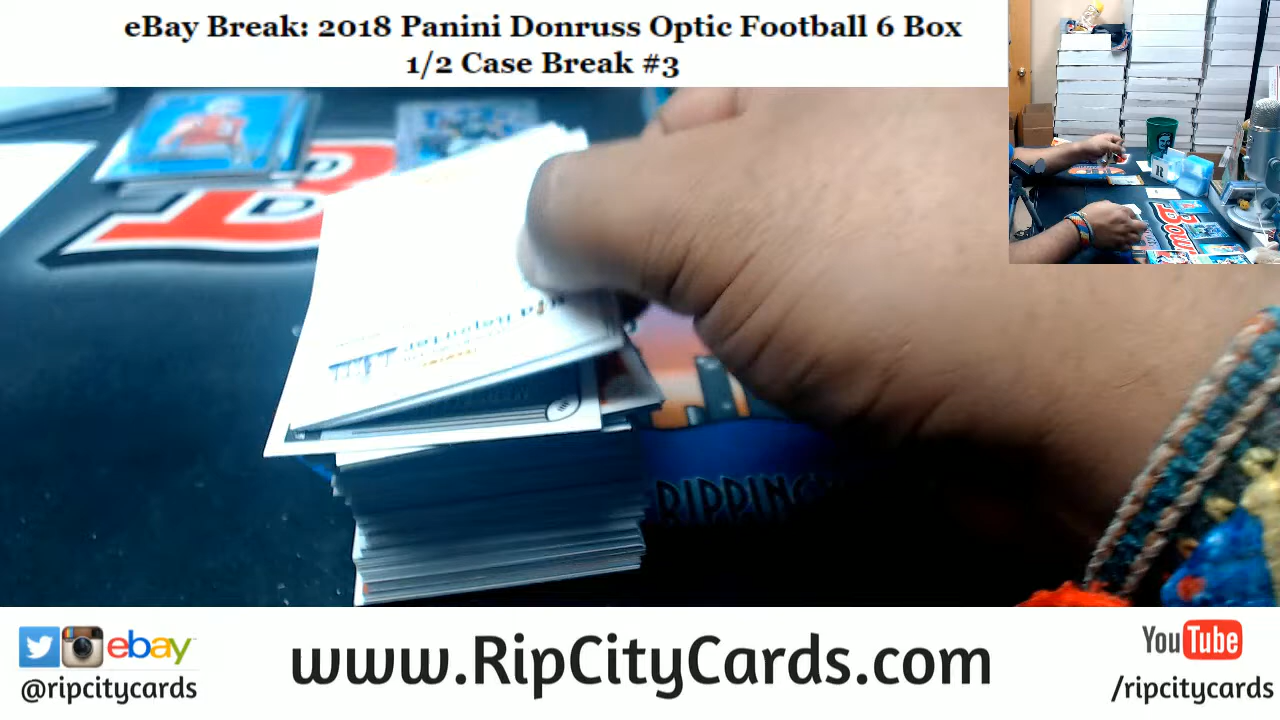 eBay Break: 2018 Panini Donruss Optic Football 6 Box
1/2 Case Break #3
RIPPING
ebay
@ripcitycards
www.RipCityCards.com
YouTube
/ripcitycards